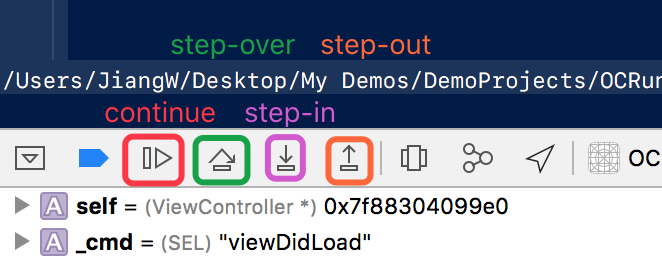 step-over step-out
/Users/JiangW/Desktop/My Demos/DemoProjects/OCRun
continue step-in
OC
A self = (ViewController *) 0x7f88304099e0
A _cmd = (SEL) "viewDidLoad"